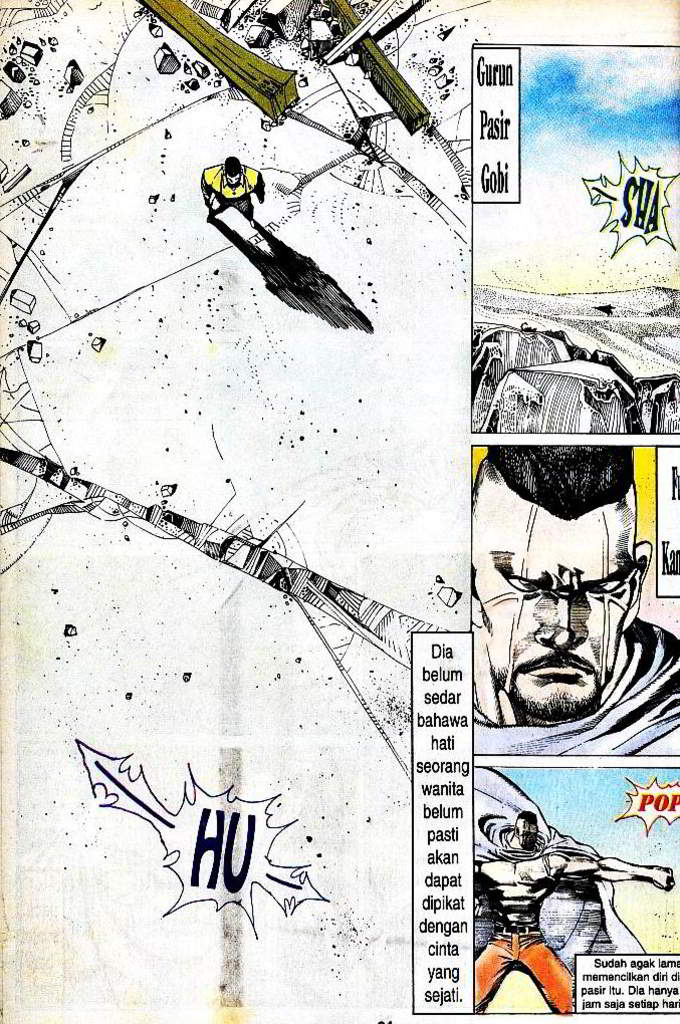 Gurun
Pasir
Gobi
SHA
Dia
belum
sedar
bahawa
hati
seorang
wanita
belum
pasti
akan
dapat
dipikat
dengan
cinta
yang
sejati.
HU
POP
Sudah agak lama
memencilkan diri di
pasir itu. Dia hanya
jam saja setiap hari